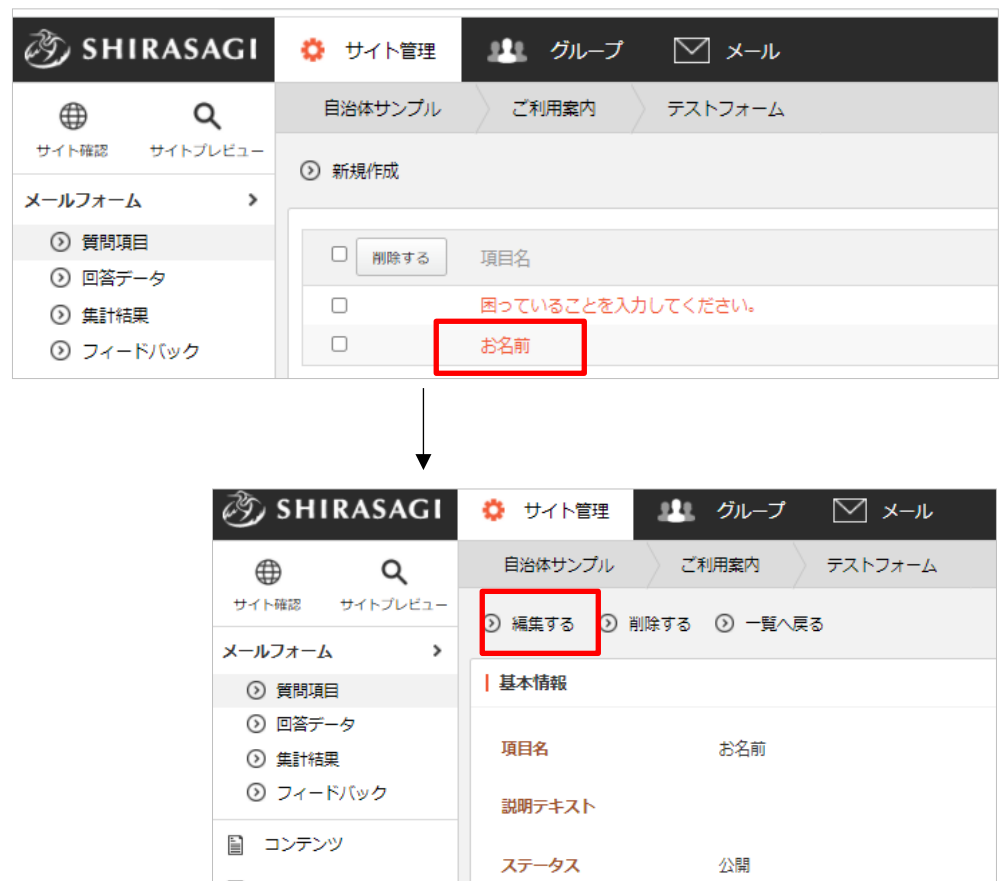 SHIRASAGI サイト管理 グループ メール
自治体サンプル ご利用案内 テストフォーム
サイト確認 サイトプレビュー
新規作成
メールフォーム
質問項目
削除する 項目名
回答データ
困っていることを入力してください。
集計結果
お名前
フィードバック
SHIRASAGI サイト管理 グループ メール
自治体サンプル ご利用案内 テストフォーム
サイト確認 サイトプレビュー
編集する 削除する 一覧へ戻る
メールフォーム
基本情報
質問項目
回答データ
項目名 お名前
集計結果
フィードバック
説明テキスト
コンテンツ
ステータス 公開